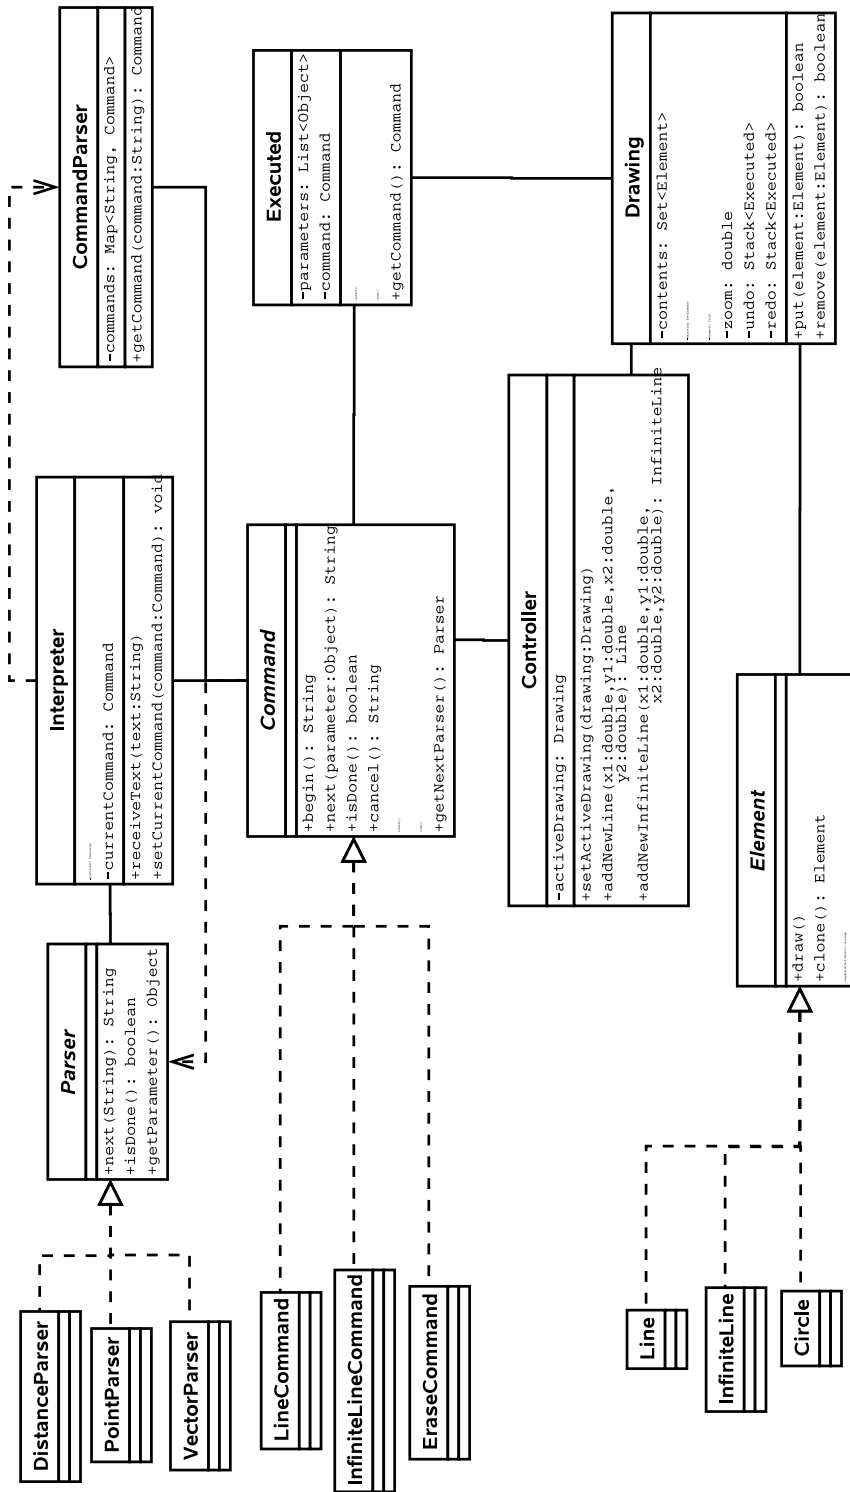 CommandParser
-commands: Map<String, Command>
+getCommand(command:String): Command
Interpreter
-currentCommand: Command
+receiveText(text:String)
+setCurrentCommand(command:Command): void
Parser
+next(String): String
+isDone(): boolean
+getParameter(): Object
DistanceParser
PointParser
VectorParser
Executed
-parameters: List<Object>
-command: Command
+getCommand(): Command
Command
+begin(): String
+next(parameter:Object): String
+isDone(): boolean
+cancel(): String
+getNextParser(): Parser
LineCommand
InfiniteLineCommand
EraseCommand
Controller
-activeDrawing: Drawing
+setActiveDrawing(drawing:Drawing)
+addNewLine(x1:double,y1:double,x2:double,
y2:double): Line
+addNewInfiniteLine(x1:double,y1:double,
x2:double,y2:double): InfiniteLine
Drawing
-contents: Set<Element>
-zoom: double
-undo: Stack<Executed>
-redo: Stack<Executed>
+put(element:Element): boolean
+remove(element:Element): boolean
Element
+draw()
+clone(): Element
Line
InfiniteLine
Circle